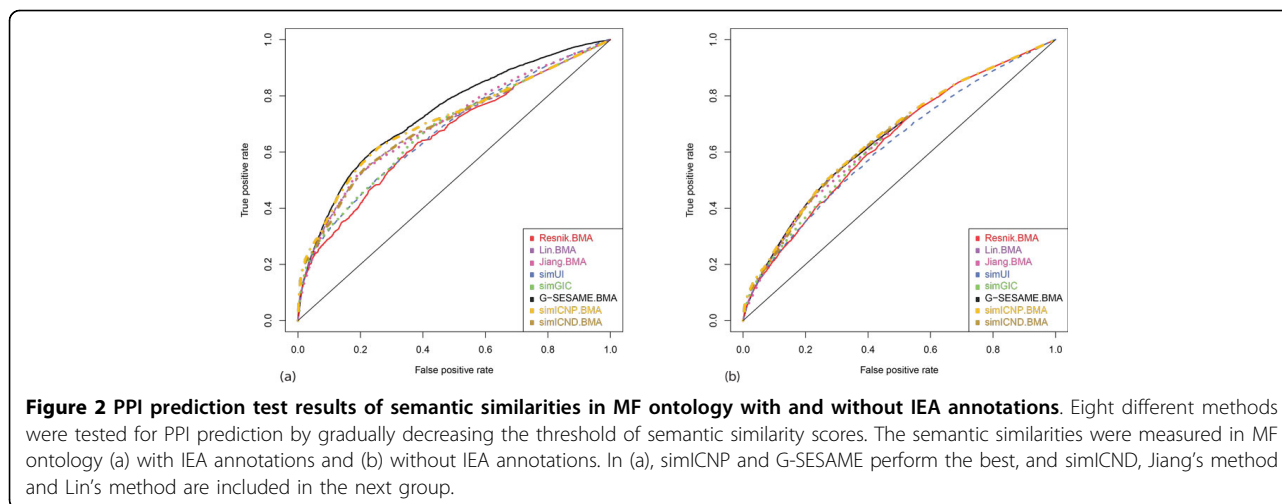 1.0
0.8
0.6
0.4
0.2
0.0
True positive rate
Resnik.BMA
Lin.BMA
Jiang.BMA
simUI
simGIC
G-SESAME.BMA
simICNP.BMA
simICND.BMA
0.0 0.2 0.4 0.6 0.8 1.0
False positive rate
(a)
1.0
0.8
0.6
0.4
0.2
0.0
True positive rate
Resnik.BMA
Lin.BMA
Jiang.BMA
simUI
simGIC
G-SESAME.BMA
simICNP.BMA
simICND.BMA
0.0 0.2 0.4 0.6 0.8 1.0
False positive rate
(b)
Figure 2 PPI prediction test results of semantic similarities in MF ontology with and without IEA annotations. Eight different methods
were tested for PPI prediction by gradually decreasing the threshold of semantic similarity scores. The semantic similarities were measured in MF
ontology (a) with IEA annotations and (b) without IEA annotations. In (a), simICNP and G-SESAME perform the best, and simICND, Jiang's method
and Lin's method are included in the next group.